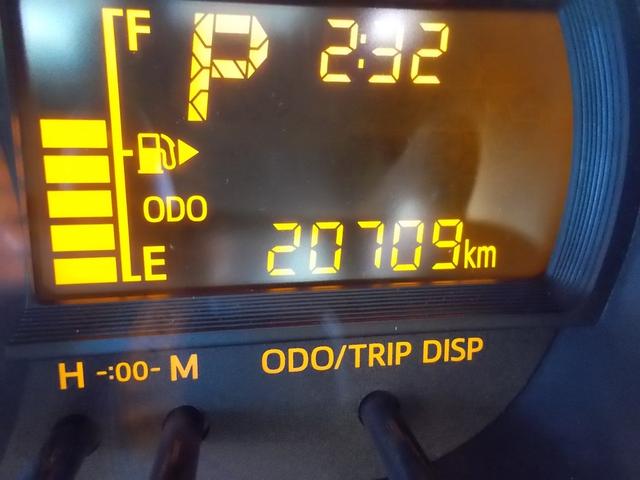 F
P 2:32
ODO
20709km
E
H -:00- M
ODO/TRIP DISP